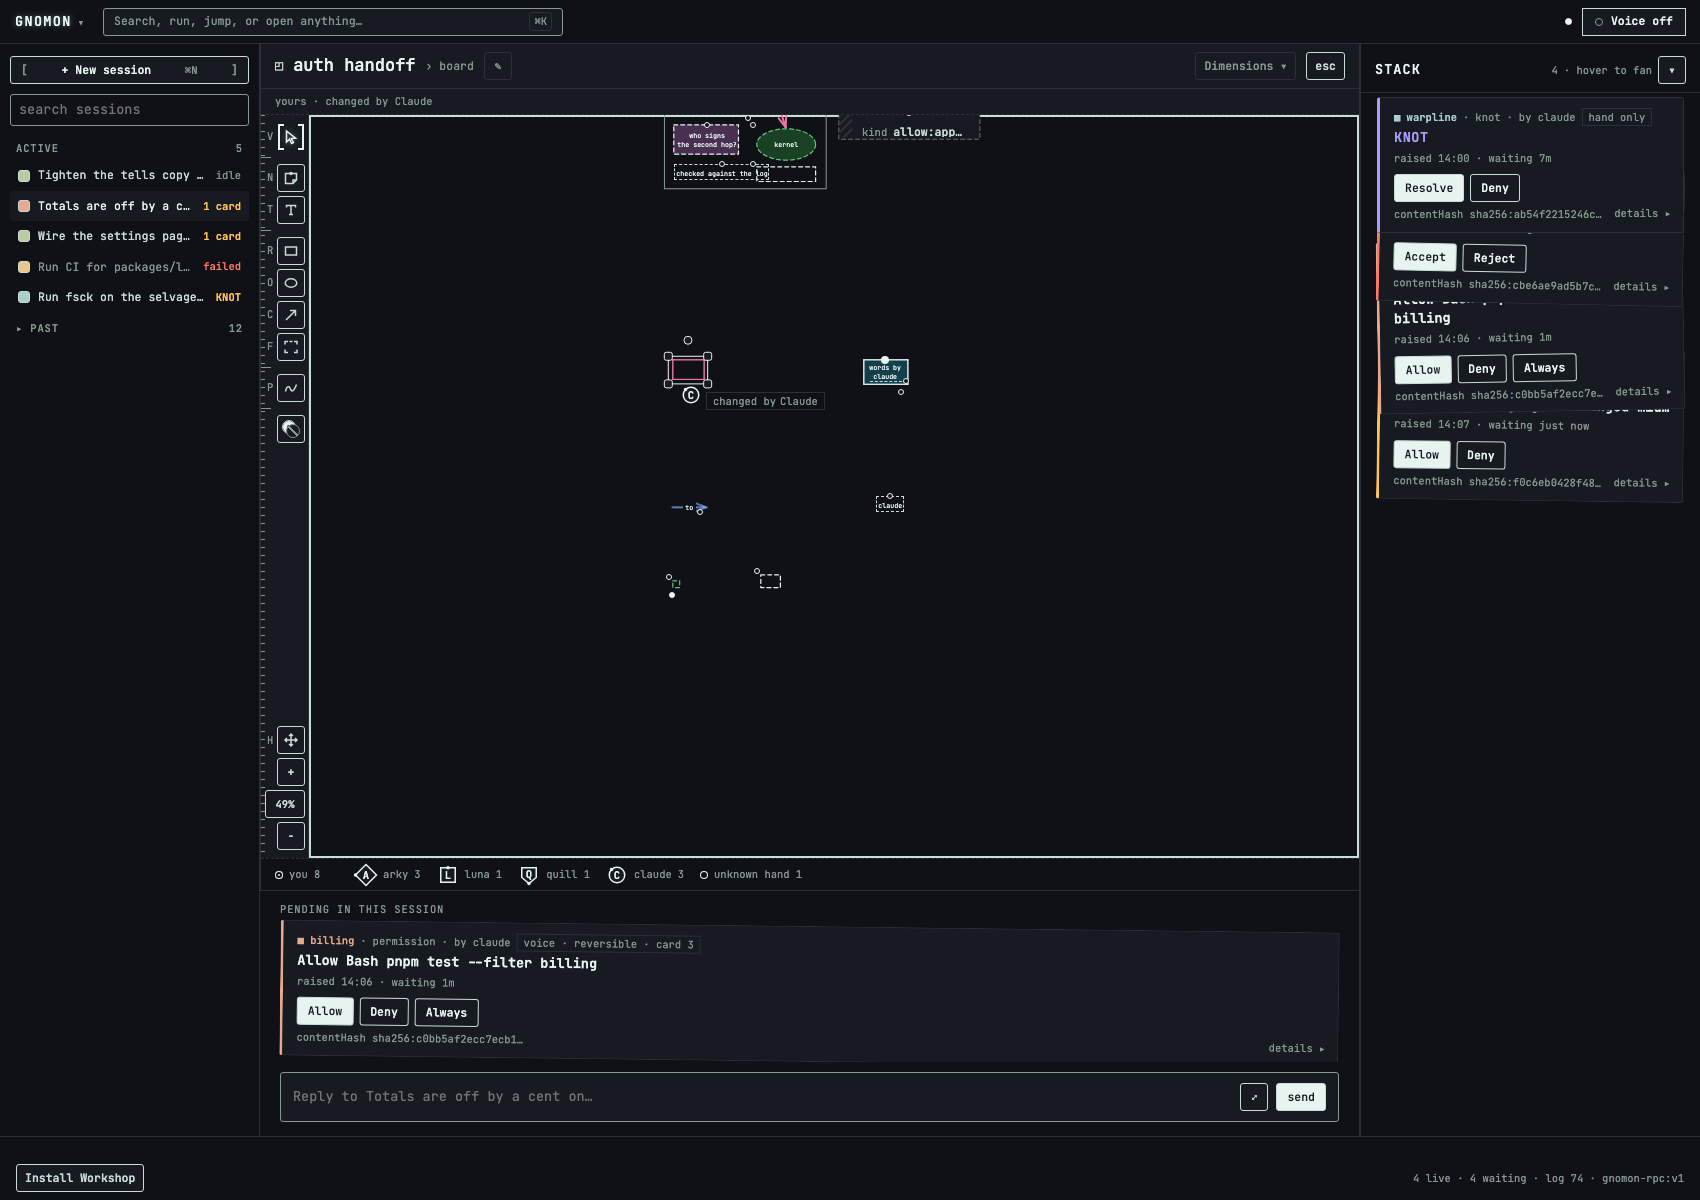 GNOMON ▾
Search, run, jump, or open anything…
⌘K
Voice off
[ + New session ⌘N ]
search sessions
ACTIVE 5
Tighten the tells copy … idle
Totals are off by a c… 1 card
Wire the settings pag… 1 card
Run CI for packages/l… failed
Run fsck on the selvage… KNOT
▸ PAST 12
auth handoff › board
✎
Dimensions ▾
esc
yours · changed by Claude
V
N
T
R
O
C
F
P
H
+
49%
-
who signs
the second hop?
kernel
checked against the log
kind allow:app…
C
changed by Claude
words by
claude
to
claude
you 8
A arky 3
L luna 1
Q quill 1
C claude 3
unknown hand 1
PENDING IN THIS SESSION
■ billing · permission · by claude voice · reversible · card 3
Allow Bash pnpm test --filter billing
raised 14:06 · waiting 1m
Allow Deny Always
contentHash sha256:c0bb5af2ecc7ecb1…
details ▸
Reply to Totals are off by a cent on…
send
STACK
4 · hover to fan ▾
■ warpline · knot · by claude hand only
KNOT
raised 14:00 · waiting 7m
Resolve Deny
contentHash sha256:ab54f2215246c… details ▸
Accept Reject
contentHash sha256:cbe6ae9ad5b7c… details ▸
billing
raised 14:06 · waiting 1m
Allow Deny Always
contentHash sha256:c0bb5af2ecc7e… details ▸
raised 14:07 · waiting just now
Allow Deny
contentHash sha256:f0c6eb0428f48… details ▸
Install Workshop
4 live · 4 waiting · log 74 · gnomon-rpc:v1